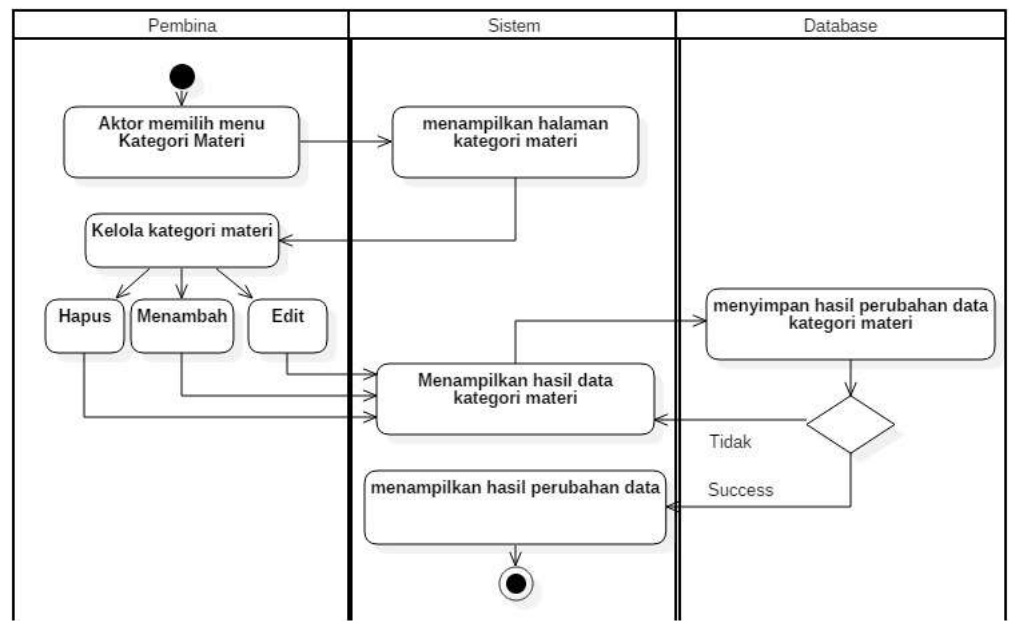 Pembina
Sistem
Database
Aktor memilih menu
Kategori Materi
menampilkan halaman
kategori materi
Kelola kategori materi
Hapus
Menambah
Edit
menyimpan hasil perubahan data
kategori materi
Menampilkan hasil data
kategori materi
Tidak
menampilkan hasil perubahan data
Success